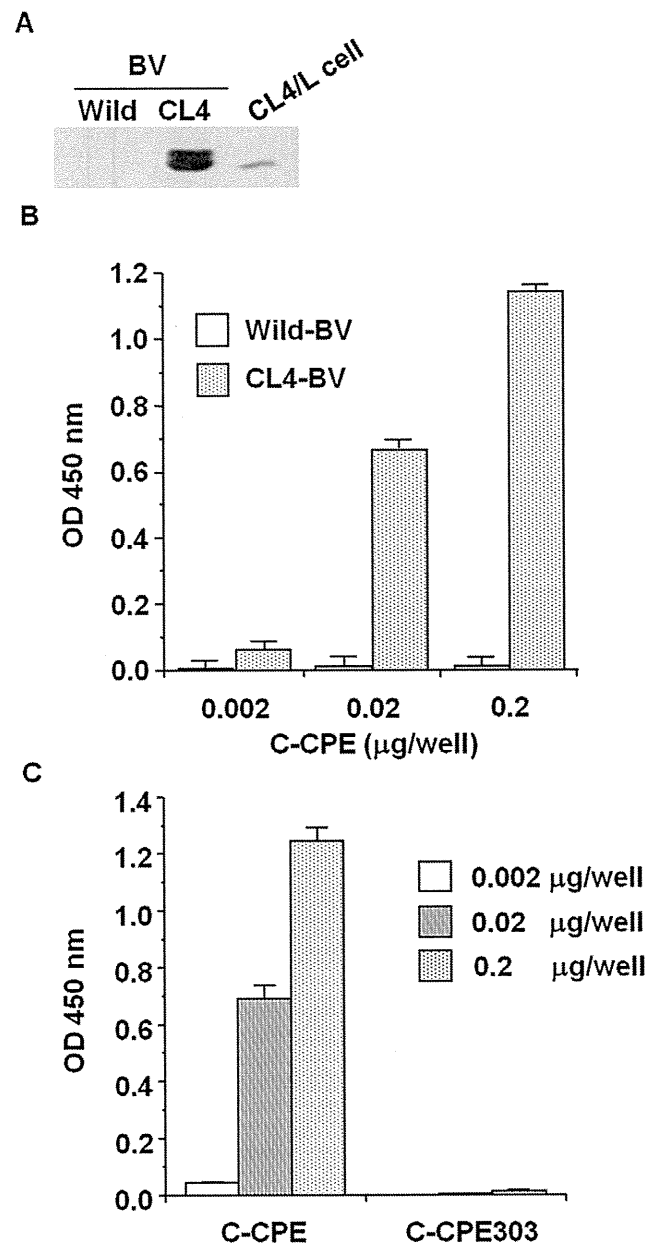 A
BV
Wild CL4 CL4/L cell
B
1.2
1.0
0.8
0.6
0.4
0.2
0.0
OD 450 nm
Wild-BV
CL4-BV
0.002 0.02 0.2
C-CPE (μg/well)
C
1.4
1.2
1.0
0.8
0.6
0.4
0.2
0.0
OD 450 nm
0.002 μg/well
0.02 μg/well
0.2 μg/well
C-CPE C-CPE303